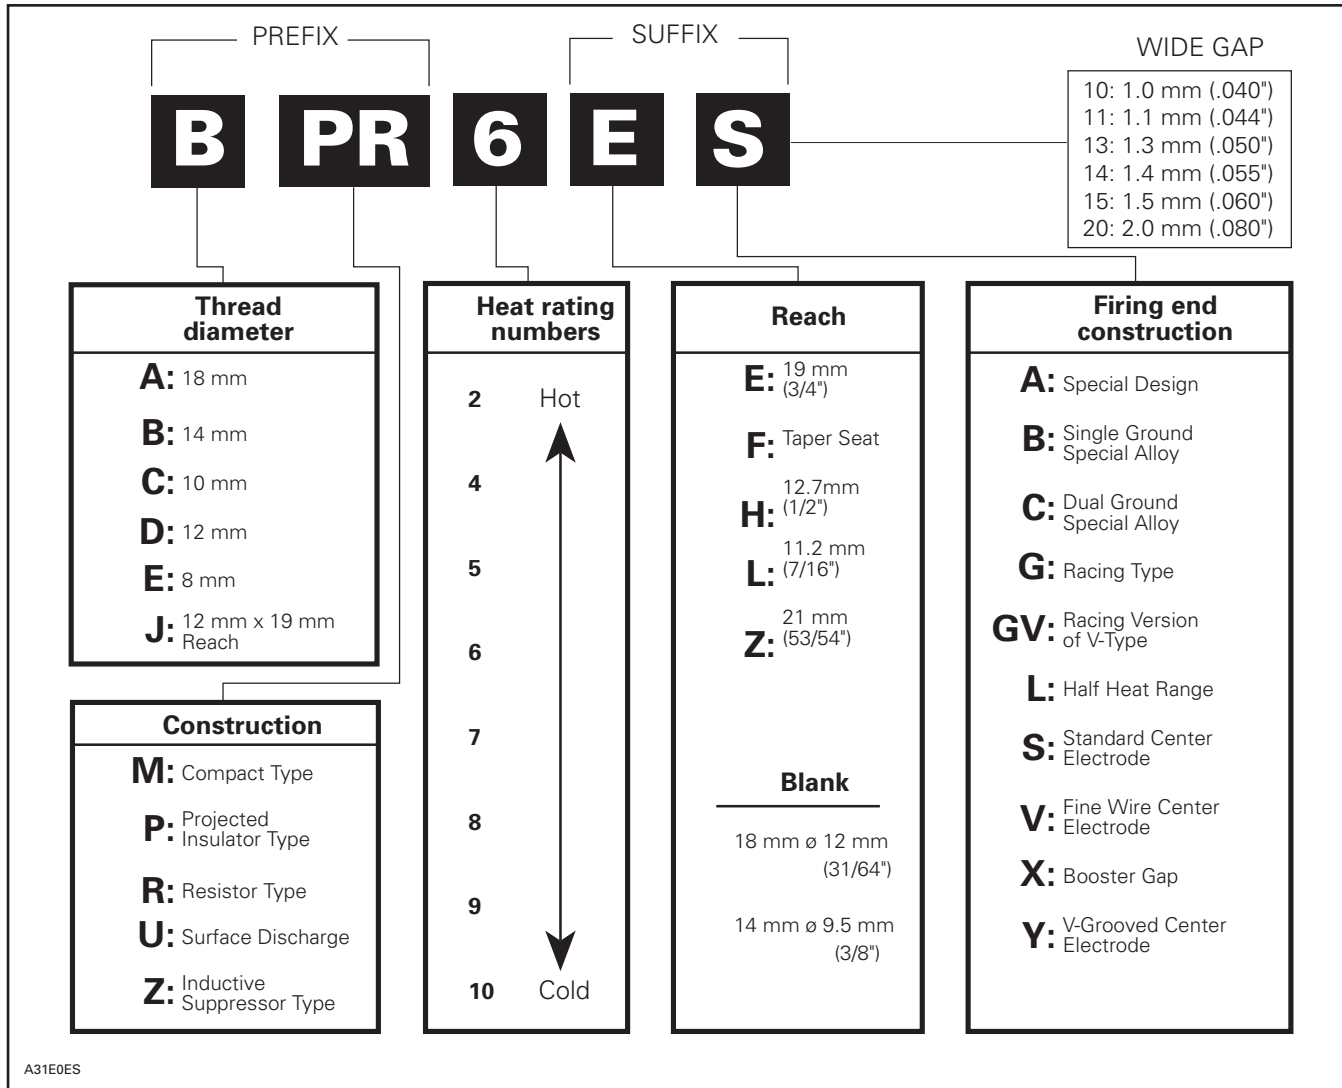 PREFIX
SUFFIX
WIDE GAP
B PR 6 E S
10: 1.0 mm (.040")
11: 1.1 mm (.044")
13: 1.3 mm (.050")
14: 1.4 mm (.055")
15: 1.5 mm (.060")
20: 2.0 mm (.080")
Thread
diameter
A: 18 mm
B: 14 mm
C: 10 mm
D: 12 mm
E: 8 mm
J: 12 mm x 19 mm
Reach
Construction
M: Compact Type
P: Projected
Insulator Type
R: Resistor Type
U: Surface Discharge
Z: Inductive
Suppressor Type
Heat rating
numbers
2 Hot
4
5
6
7
8
9
10 Cold
Reach
E: 19 mm
(3/4")
F: Taper Seat
H: 12.7mm
(1/2")
L: 11.2 mm
(7/16")
Z: 21 mm
(53/54")
Blank
18 mm ø 12 mm
(31/64")
14 mm ø 9.5 mm
(3/8")
Firing end
construction
A: Special Design
B: Single Ground
Special Alloy
C: Dual Ground
Special Alloy
G: Racing Type
GV: Racing Version
of V-Type
L: Half Heat Range
S: Standard Center
Electrode
V: Fine Wire Center
Electrode
X: Booster Gap
Y: V-Grooved Center
Electrode
A31E0ES